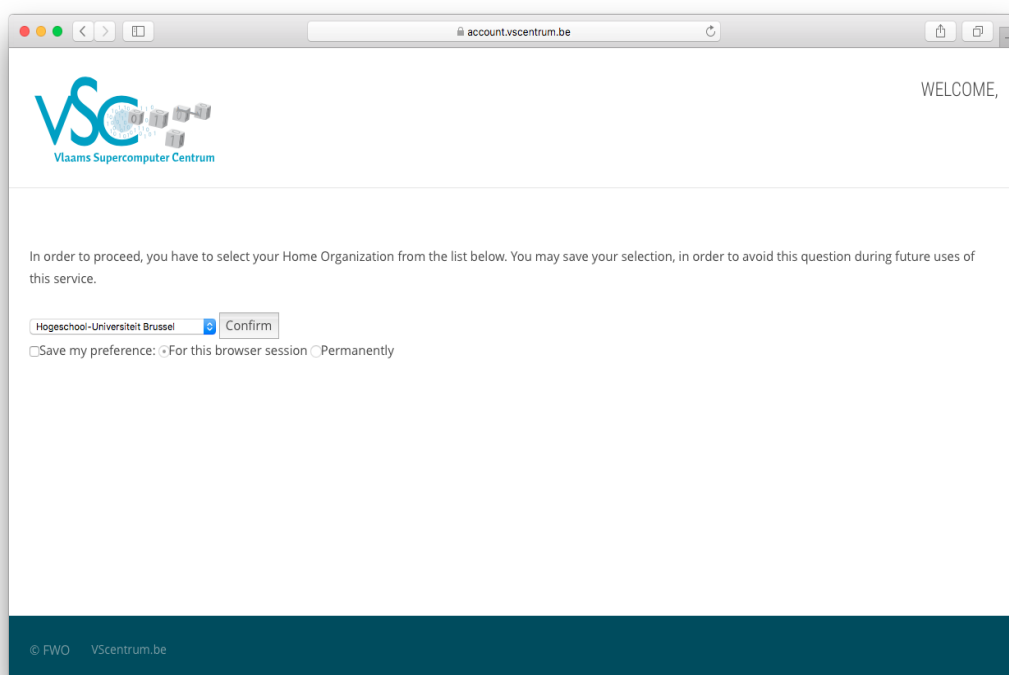 account.vscentrum.be
VSC
Vlaams Supercomputer Centrum
WELCOME,
In order to proceed, you have to select your Home Organization from the list below. You may save your selection, in order to avoid this question during future uses of
this service.
Hogeschool-Universiteit Brussel Confirm
Save my preference: For this browser session Permanently
© FWO VScentrum.be